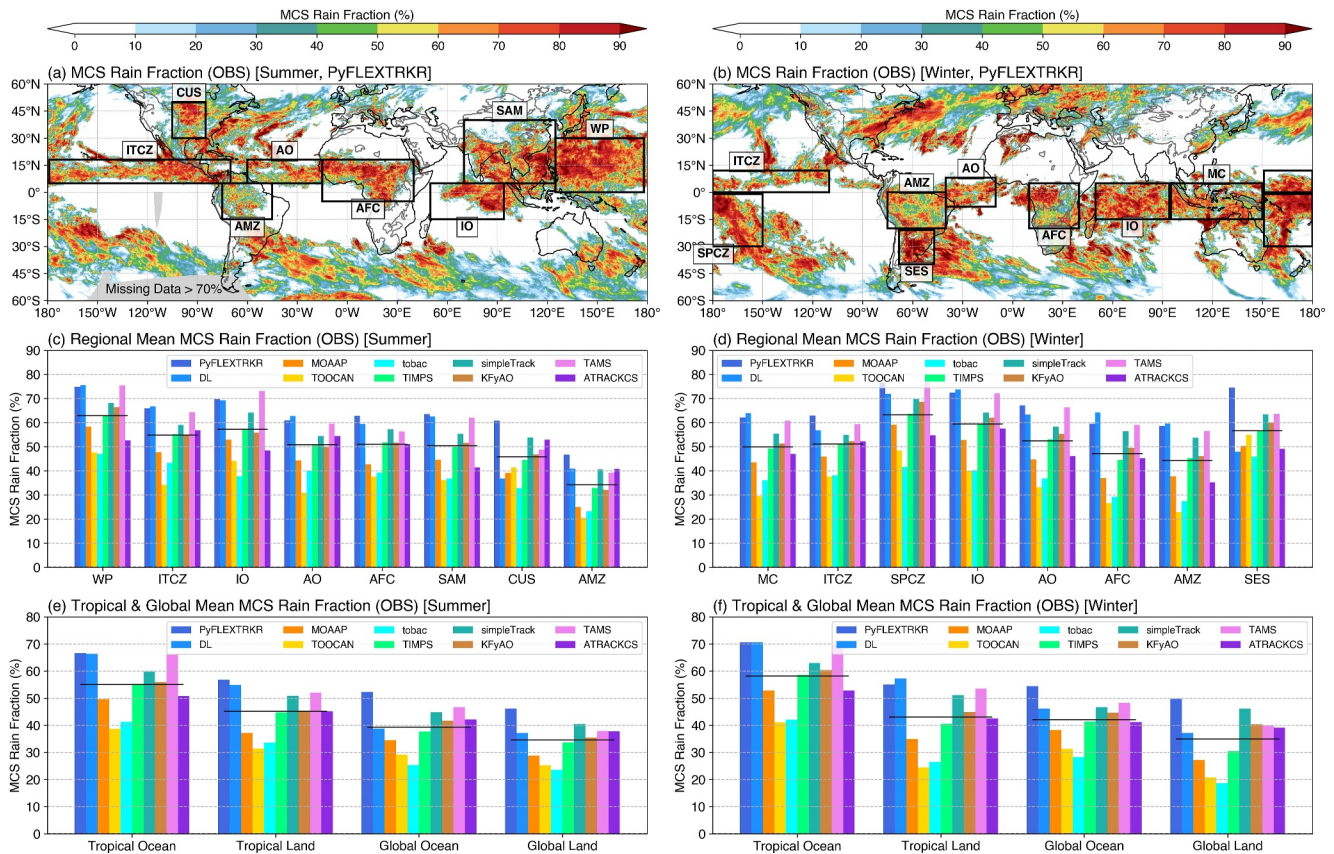 MCS Rain Fraction (%)
0 10 20 30 40 50 60 70 80 90
(a) MCS Rain Fraction (OBS) [Summer, PyFLEXTRKR]
60°N
45°N
30°N
15°N
0°
15°S
30°S
45°S
60°S
CUS
SAM
WP
ITCZ
AO
AFC
AMZ
IO
Missing Data > 70%
180° 150°W 120°W 90°W 60°W 30°W 0° 30°E 60°E 90°E 120°E 150°E 180°
MCS Rain Fraction (%)
0 10 20 30 40 50 60 70 80 90
(b) MCS Rain Fraction (OBS) [Winter, PyFLEXTRKR]
60°N
45°N
30°N
15°N
0°
15°S
30°S
45°S
60°S
ITCZ
AO
MC
AMZ
IO
AFC
SPCZ
SES
180° 150°W 120°W 90°W 60°W 30°W 0° 30°E 60°E 90°E 120°E 150°E 180°
(c) Regional Mean MCS Rain Fraction (OBS) [Summer]
MCS Rain Fraction (%)
90
80
70
60
50
40
30
20
10
0
PyFLEXTRKR MOAAP tobac simpleTrack TAMS
DL TOOCAN TIMPS KFyAO ATRACKCS
WP ITCZ IO AO AFC SAM CUS AMZ
(d) Regional Mean MCS Rain Fraction (OBS) [Winter]
MCS Rain Fraction (%)
90
80
70
60
50
40
30
20
10
0
PyFLEXTRKR MOAAP tobac simpleTrack TAMS
DL TOOCAN TIMPS KFyAO ATRACKCS
MC ITCZ SPCZ IO AO AFC AMZ SES
(e) Tropical & Global Mean MCS Rain Fraction (OBS) [Summer]
MCS Rain Fraction (%)
80
70
60
50
40
30
20
10
0
PyFLEXTRKR MOAAP tobac simpleTrack TAMS
DL TOOCAN TIMPS KFyAO ATRACKCS
Tropical Ocean Tropical Land Global Ocean Global Land
(f) Tropical & Global Mean MCS Rain Fraction (OBS) [Winter]
MCS Rain Fraction (%)
80
70
60
50
40
30
20
10
0
PyFLEXTRKR MOAAP tobac simpleTrack TAMS
DL TOOCAN TIMPS KFyAO ATRACKCS
Tropical Ocean Tropical Land Global Ocean Global Land